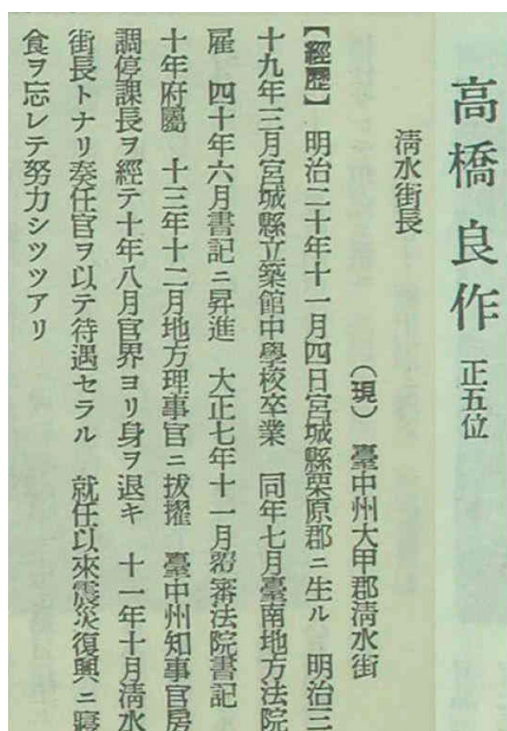 高橋良作 正五位
清水街長
(現) 臺中州大甲郡清水街
【經歷】 明治二十年十一月四日宮城縣栗原郡ニ生ル 明治三
十九年三月宮城縣立築館中學校卒業 同年七月臺南地方法院
雇 四十年六月書記ニ昇進 大正七年十一月覆審法院書記
十年府屬 十三年十二月地方理事官ニ拔擢 臺中州知事官房
調停課長ヲ經テ十年八月官界ヨリ身ヲ退キ 十一年十月清水
街長トナリ奏任官ヲ以テ待遇セラル 就任以來震災復興ニ寢
食ヲ忘レテ努力シツツアリ